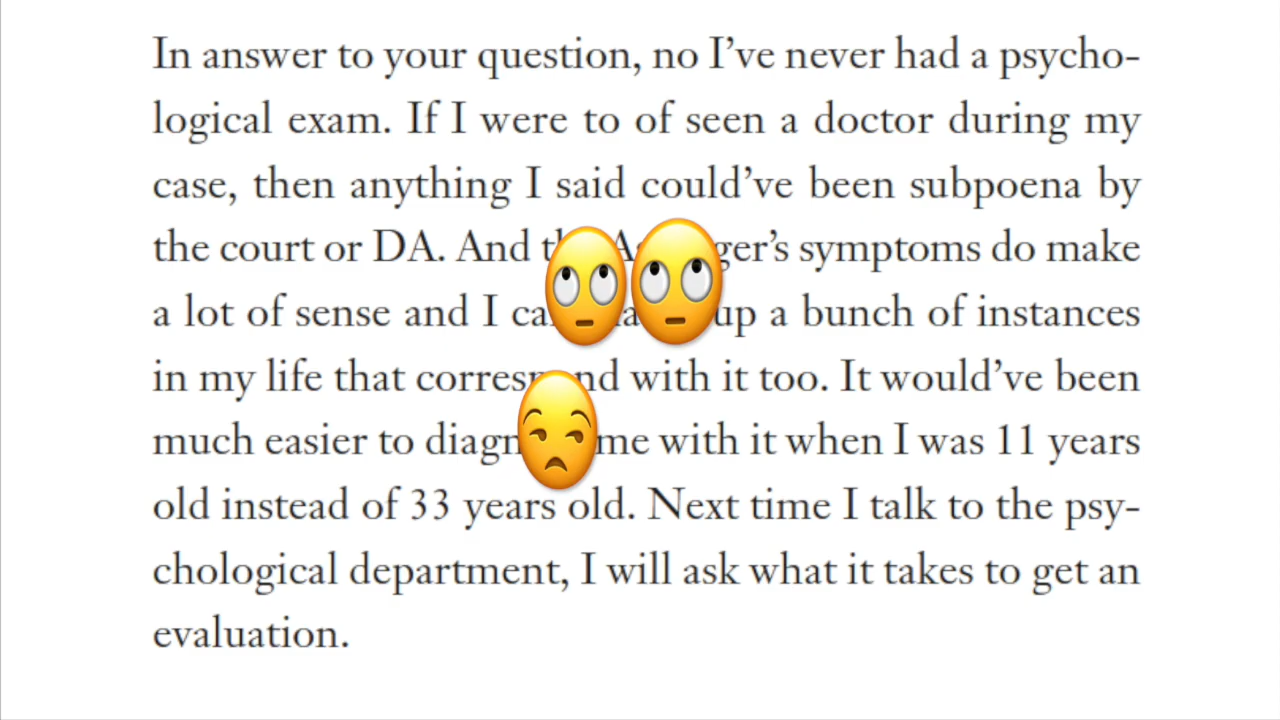 In answer to your question, no I’ve never had a psycho-
logical exam. If I were to of seen a doctor during my
case, then anything I said could’ve been subpoena by
the court or DA. And symptoms do make
a lot of sense and I up a bunch of instances
in my life that with it too. It would’ve been
much easier to me with it when I was 11 years
old instead of 33 years old. Next time I talk to the psy-
chological department, I will ask what it takes to get an
evaluation.